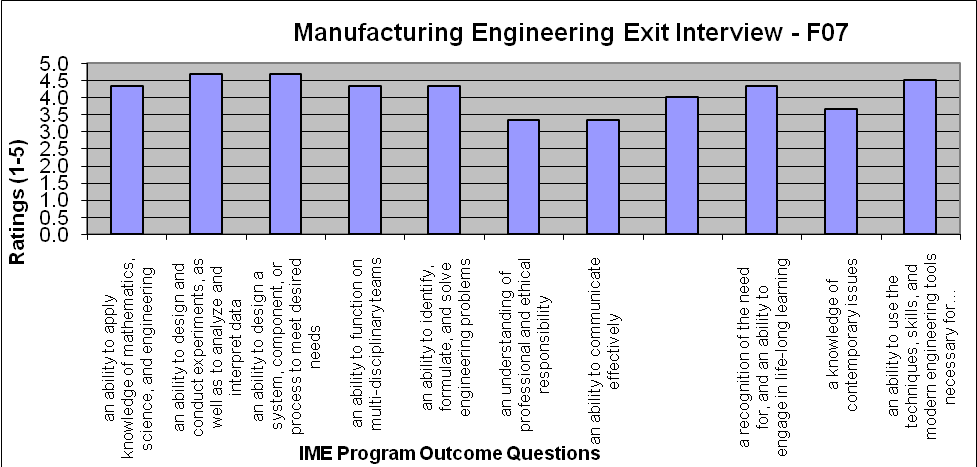 Manufacturing Engineering Exit Interview - F07
Ratings (1-5)
5.0
4.5
4.0
3.5
3.0
2.5
2.0
1.5
1.0
0.5
0.0
an ability to apply
knowledge of mathematics,
science, and engineering
an ability to design and
conduct experiments, as
well as to analyze and
interpret data
an ability to design a
system, component, or
process to meet desired
needs
an ability to function on
multi-disciplinary teams
an ability to identify,
formulate, and solve
engineering problems
an understanding of
professional and ethical
responsibility
an ability to communicate
effectively
a recognition of the need
for, and an ability to
engage in life-long learning
a knowledge of
contemporary issues
an ability to use the
techniques, skills, and
modern engineering tools
necessary for...
IME Program Outcome Questions